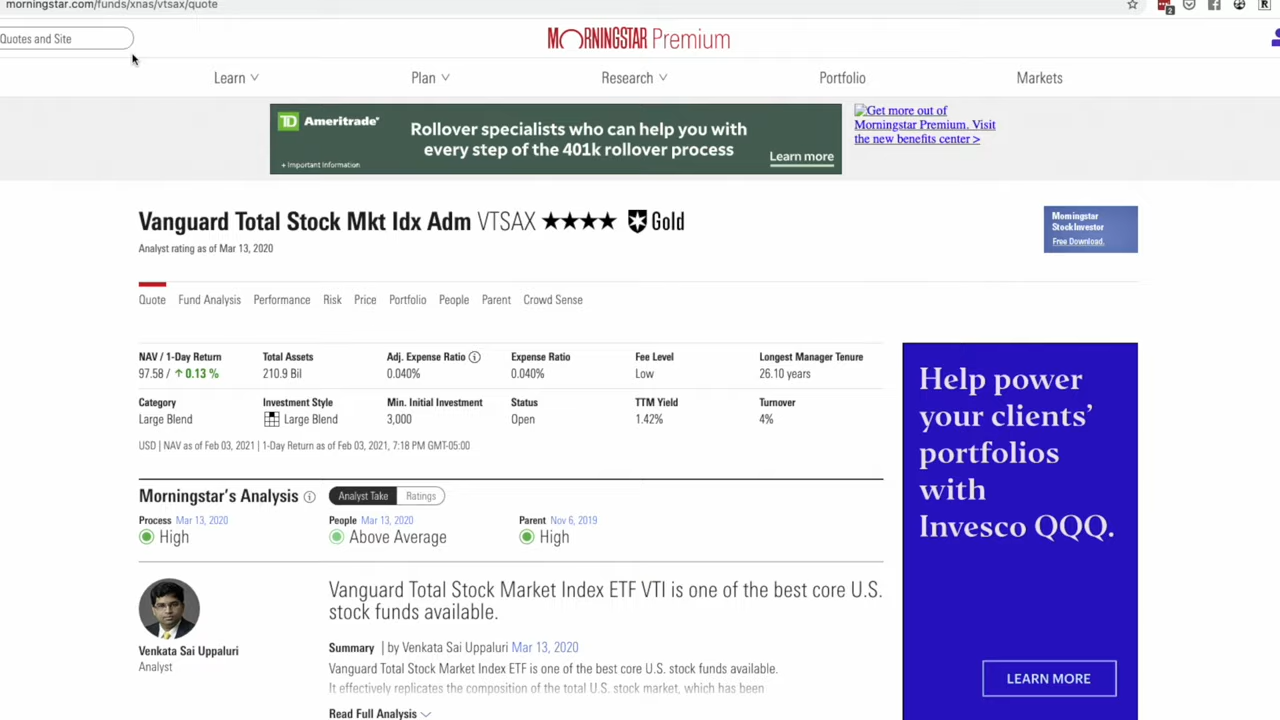 morningstar.com/funds/xnas/vtsax/quote
2
R
Quotes and Site
MORNINGSTAR Premium
Learn
Plan
Research
Portfolio
Markets
TD Ameritrade
Rollover specialists who can help you with
every step of the 401k rollover process
+ Important Information
Learn more
Get more out of
Morningstar Premium. Visit
the new benefits center >
Vanguard Total Stock Mkt Idx Adm VTSAX ★★★★ Gold
Analyst rating as of Mar 13, 2020
Morningstar
StockInvestor
Free Download.
Quote Fund Analysis Performance Risk Price Portfolio People Parent Crowd Sense
NAV / 1-Day Return Total Assets Adj. Expense Ratio Expense Ratio Fee Level Longest Manager Tenure
97.58 / ↑ 0.13 % 210.9 Bil 0.040% 0.040% Low 26.10 years
Category Investment Style Min. Initial Investment Status TTM Yield Turnover
Large Blend Large Blend 3,000 Open 1.42% 4%
USD | NAV as of Feb 03, 2021 | 1-Day Return as of Feb 03, 2021, 7:18 PM GMT-05:00
Help power
your clients’
portfolios
with
Invesco QQQ.
LEARN MORE
Morningstar's Analysis Analyst Take Ratings
Process Mar 13, 2020 People Mar 13, 2020 Parent Nov 6, 2019
High Above Average High
Venkata Sai Uppaluri
Analyst
Vanguard Total Stock Market Index ETF VTI is one of the best core U.S.
stock funds available.
Summary | by Venkata Sai Uppaluri Mar 13, 2020
Vanguard Total Stock Market Index ETF is one of the best core U.S. stock funds available.
It effectively replicates the composition of the total U.S. stock market, which has been
Read Full Analysis